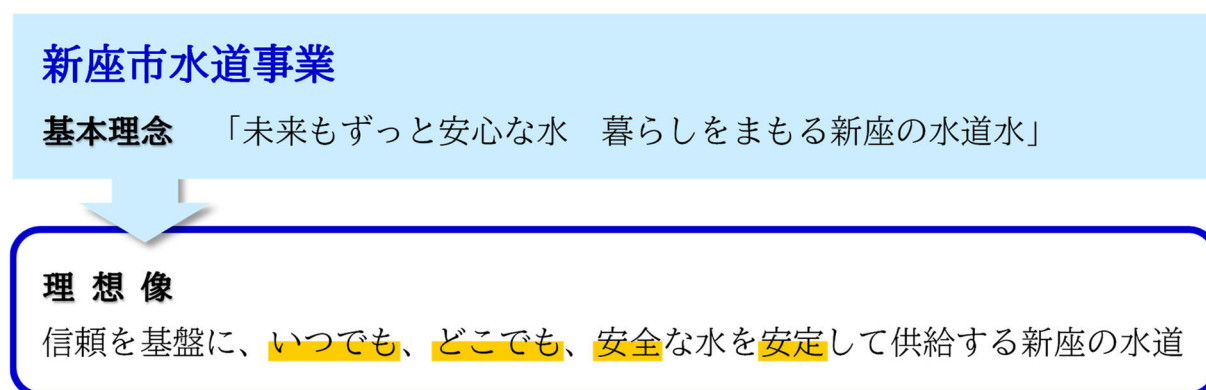 新座市水道事業
基本理念　「未来もずっと安心な水　暮らしをまもる新座の水道水」
理 想 像
信頼を基盤に、いつでも、どこでも、安全な水を安定して供給する新座の水道